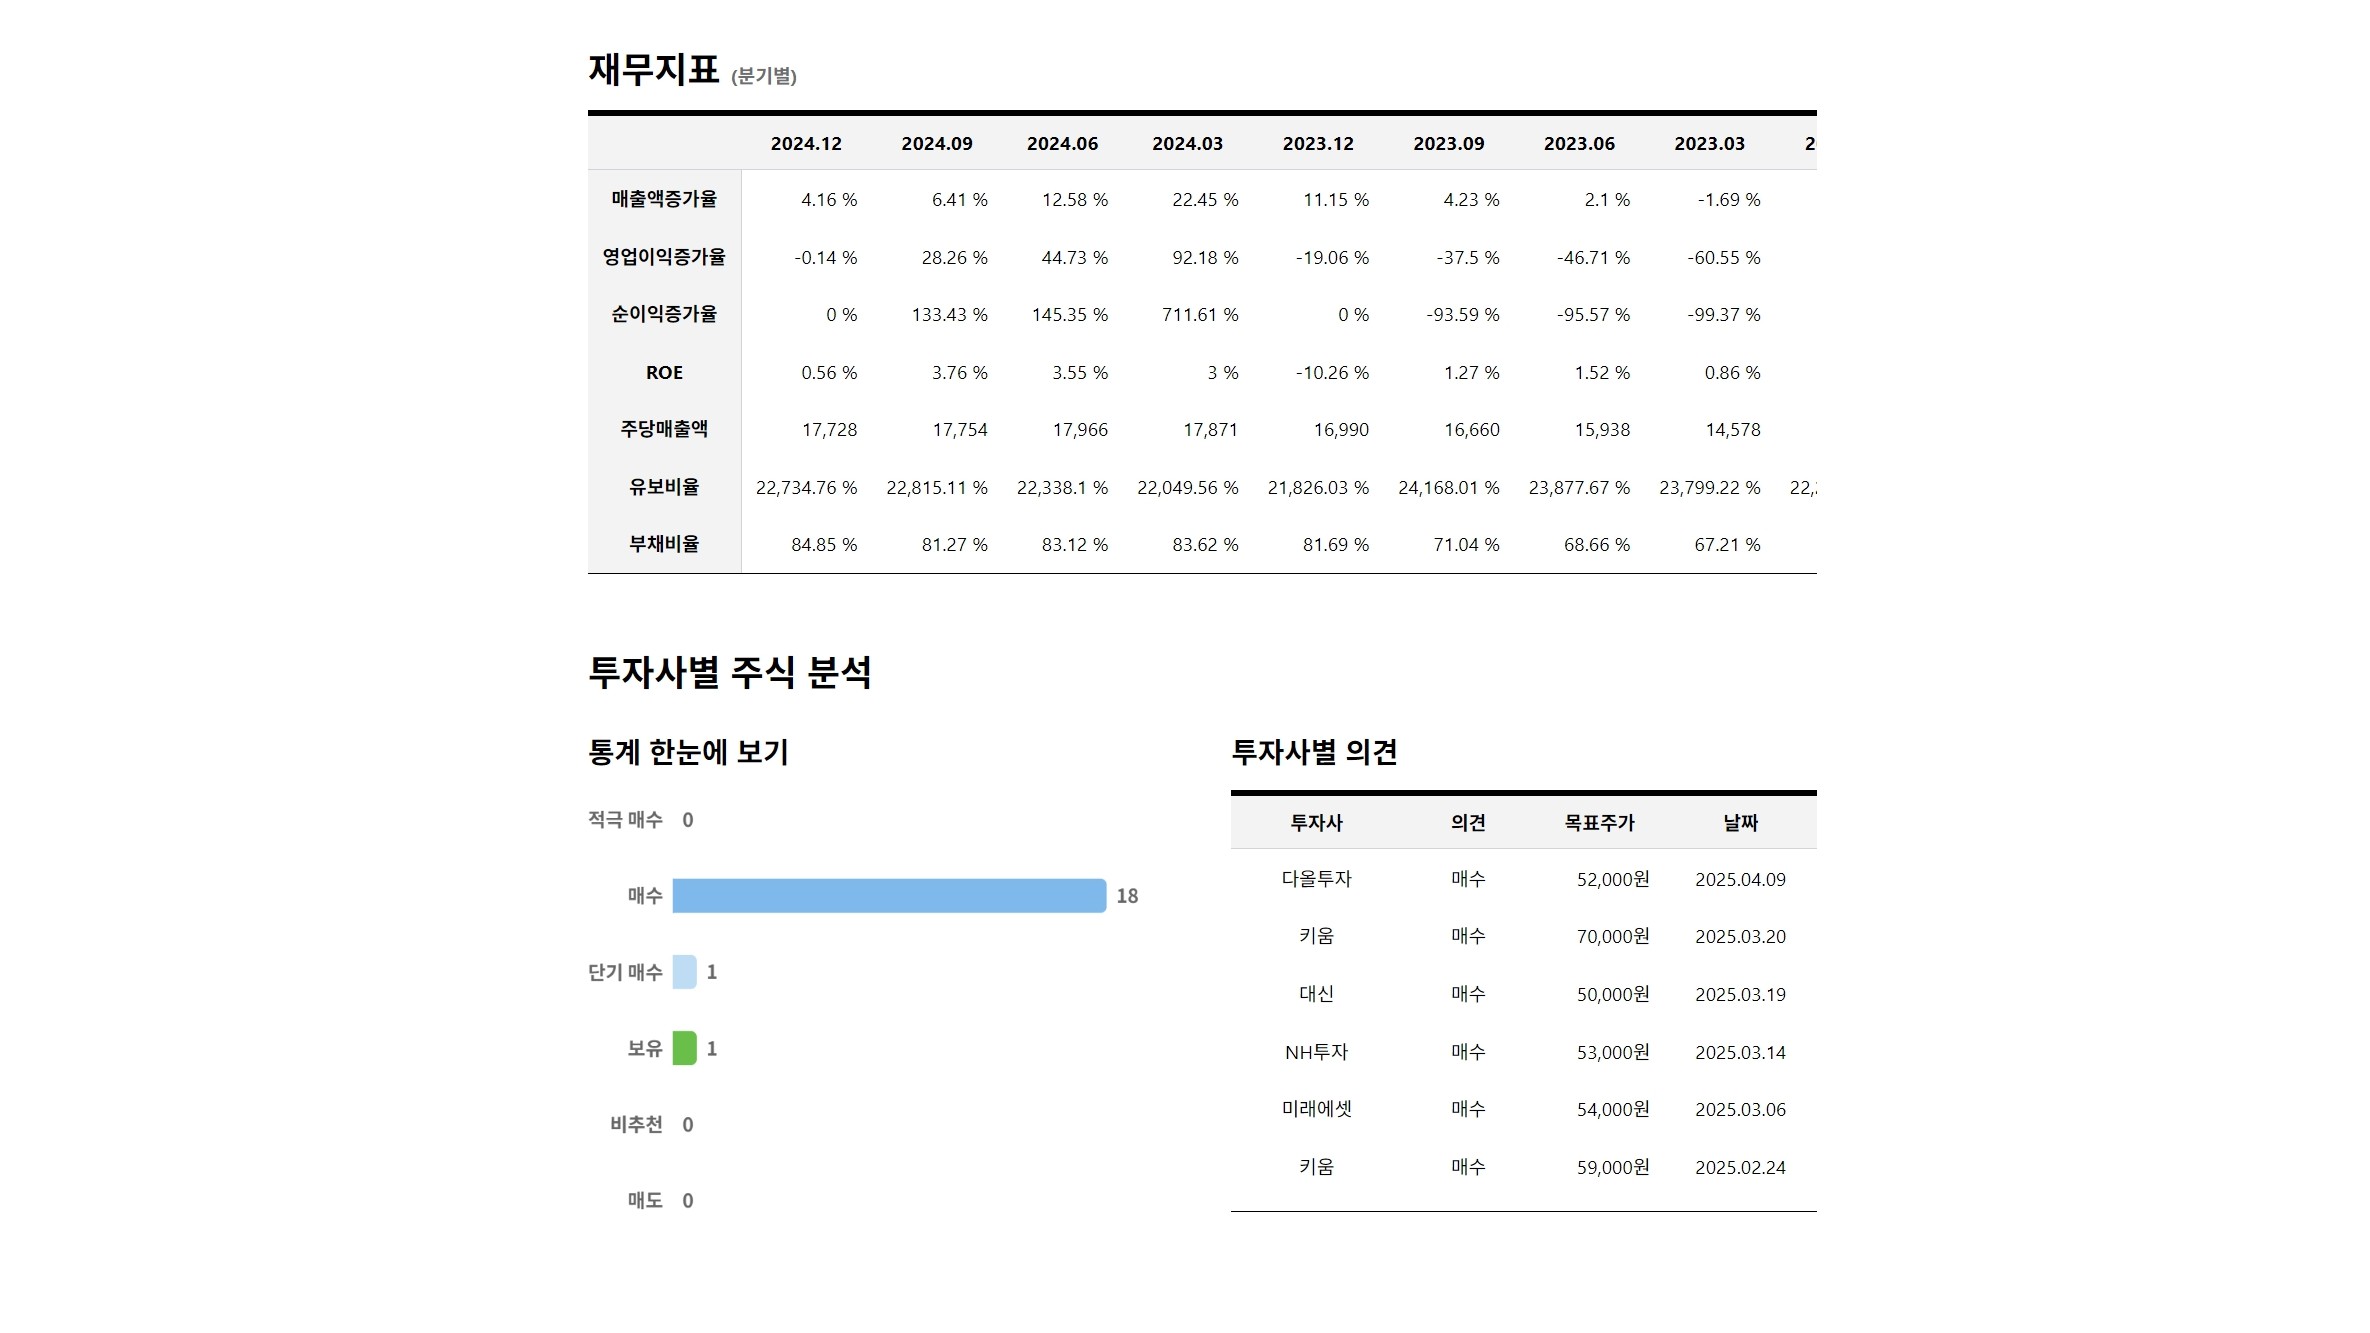 재무지표 (분기별)
2024.12 2024.09 2024.06 2024.03 2023.12 2023.09 2023.06 2023.03
매출액증가율 4.16 % 6.41 % 12.58 % 22.45 % 11.15 % 4.23 % 2.1 % -1.69 %
영업이익증가율 -0.14 % 28.26 % 44.73 % 92.18 % -19.06 % -37.5 % -46.71 % -60.55 %
순이익증가율 0 % 133.43 % 145.35 % 711.61 % 0 % -93.59 % -95.57 % -99.37 %
ROE 0.56 % 3.76 % 3.55 % 3 % -10.26 % 1.27 % 1.52 % 0.86 %
주당매출액 17,728 17,754 17,966 17,871 16,990 16,660 15,938 14,578
유보비율 22,734.76 % 22,815.11 % 22,338.1 % 22,049.56 % 21,826.03 % 24,168.01 % 23,877.67 % 23,799.22 %
부채비율 84.85 % 81.27 % 83.12 % 83.62 % 81.69 % 71.04 % 68.66 % 67.21 %
투자사별 주식 분석
통계 한눈에 보기
적극 매수 0
매수 18
단기 매수 1
보유 1
비추천 0
매도 0
투자사별 의견
투자사 의견 목표주가 날짜
다올투자 매수 52,000원 2025.04.09
키움 매수 70,000원 2025.03.20
대신 매수 50,000원 2025.03.19
NH투자 매수 53,000원 2025.03.14
미래에셋 매수 54,000원 2025.03.06
키움 매수 59,000원 2025.02.24